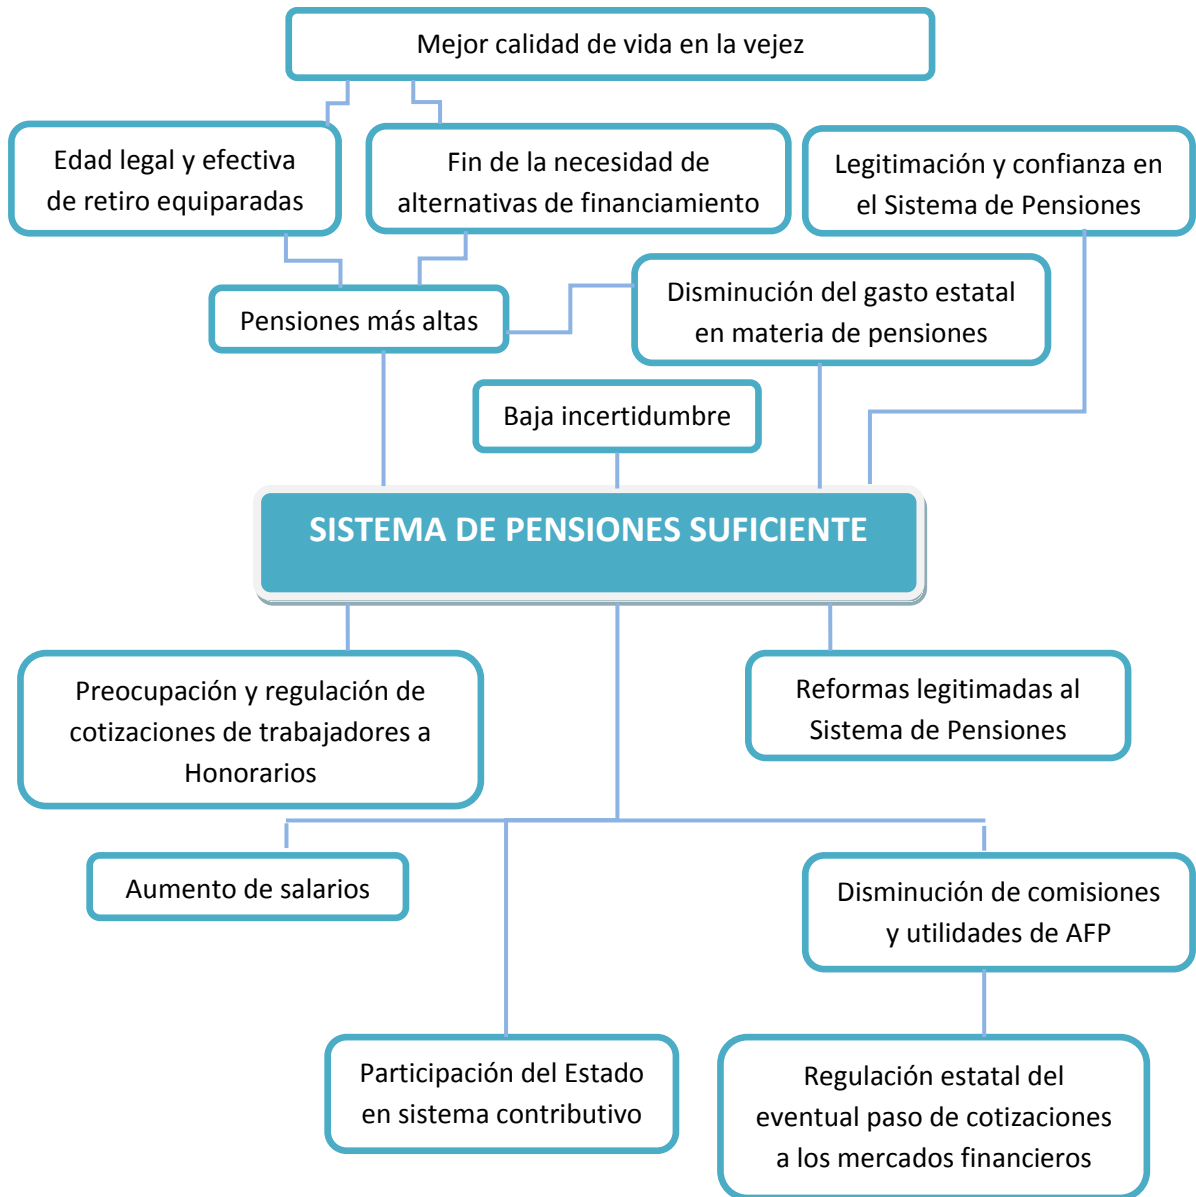 Mejor calidad de vida en la vejez
Edad legal y efectiva
de retiro equiparadas
Fin de la necesidad de
alternativas de financiamiento
Legitimación y confianza en
el Sistema de Pensiones
Pensiones más altas
Disminución del gasto estatal
en materia de pensiones
Baja incertidumbre
SISTEMA DE PENSIONES SUFICIENTE
Preocupación y regulación de
cotizaciones de trabajadores a
Honorarios
Reformas legitimadas al
Sistema de Pensiones
Aumento de salarios
Disminución de comisiones
y utilidades de AFP
Participación del Estado
en sistema contributivo
Regulación estatal del
eventual paso de cotizaciones
a los mercados financieros